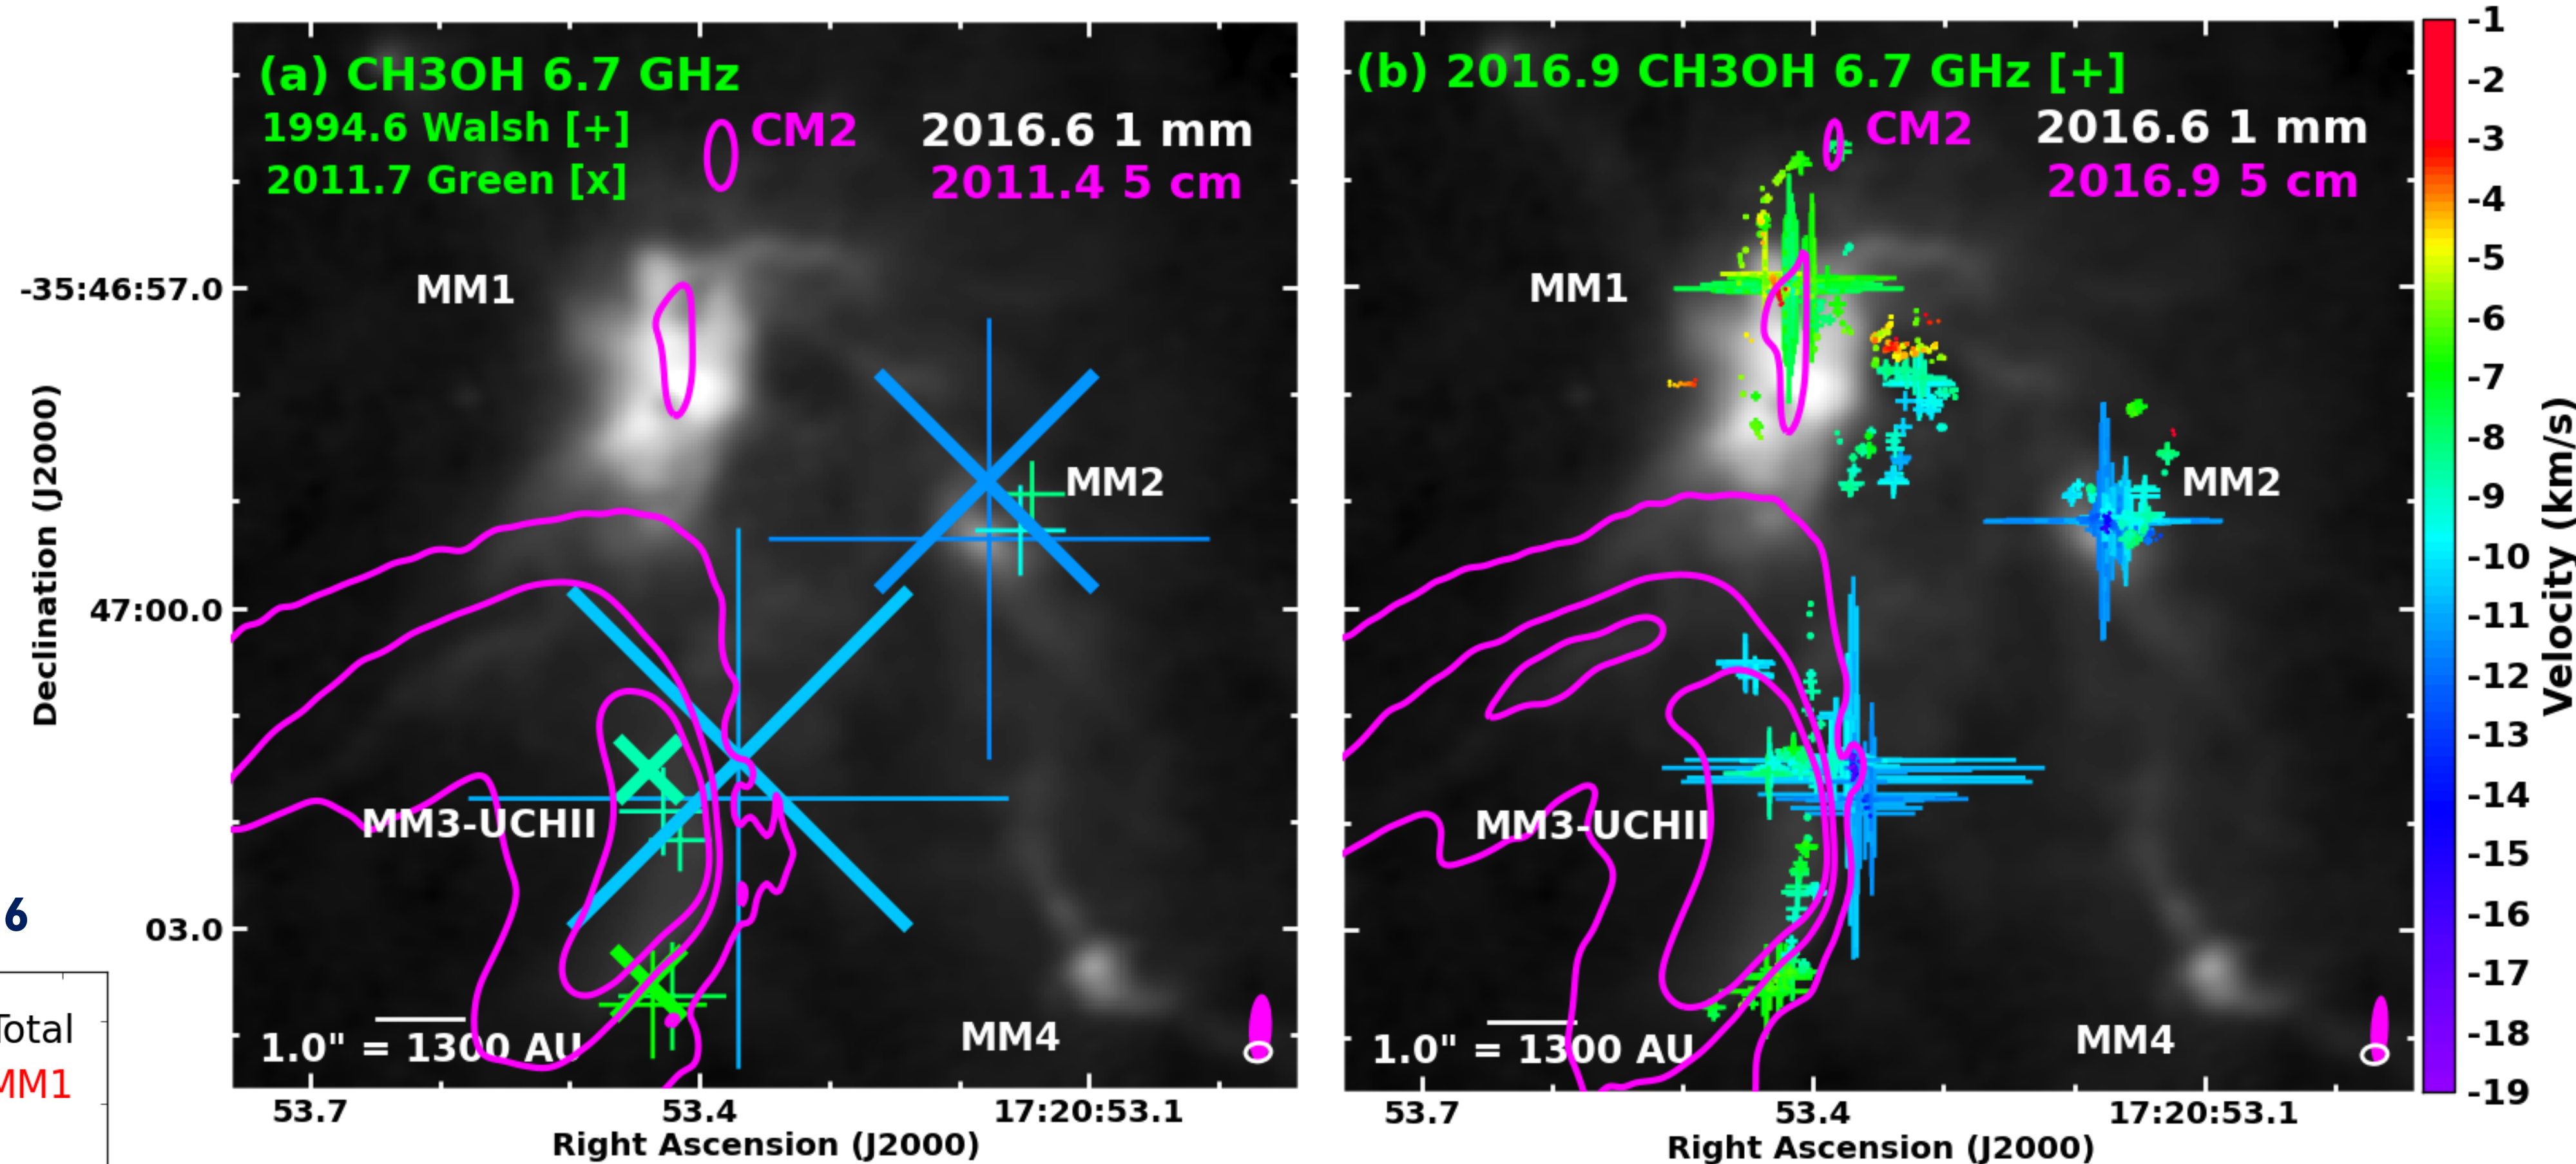 (a) CH3OH 6.7 GHz
1994.6 Walsh [+]
2011.7 Green [x]
CM2
2016.6 1 mm
2011.4 5 cm
MM1
MM2
MM3-UCHII
MM4
1.0" = 1300 AU
Declination (J2000)
-35:46:57.0
47:00.0
03.0
53.7
53.4
17:20:53.1
Right Ascension (J2000)
6
Total
MM1
(b) 2016.9 CH3OH 6.7 GHz [+]
CM2
2016.6 1 mm
2016.9 5 cm
MM1
MM2
MM3-UCHII
MM4
1.0" = 1300 AU
53.7
53.4
17:20:53.1
Right Ascension (J2000)
-1
-2
-3
-4
-5
-6
-7
-8
-9
-10
-11
-12
-13
-14
-15
-16
-17
-18
-19
Velocity (km/s)